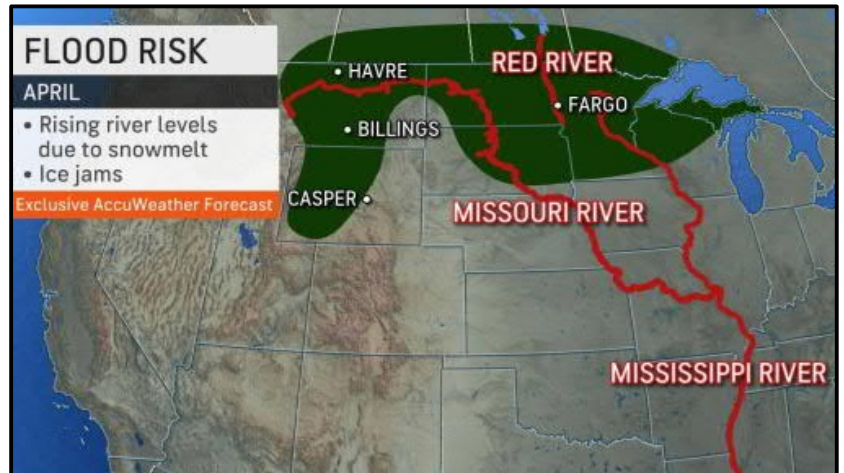 FLOOD RISK
APRIL
• Rising river levels
due to snowmelt
• Ice jams
Exclusive AccuWeather Forecast
• HAVRE
RED RIVER
• FARGO
• BILLINGS
CASPER •
MISSOURI RIVER
MISSISSIPPI RIVER